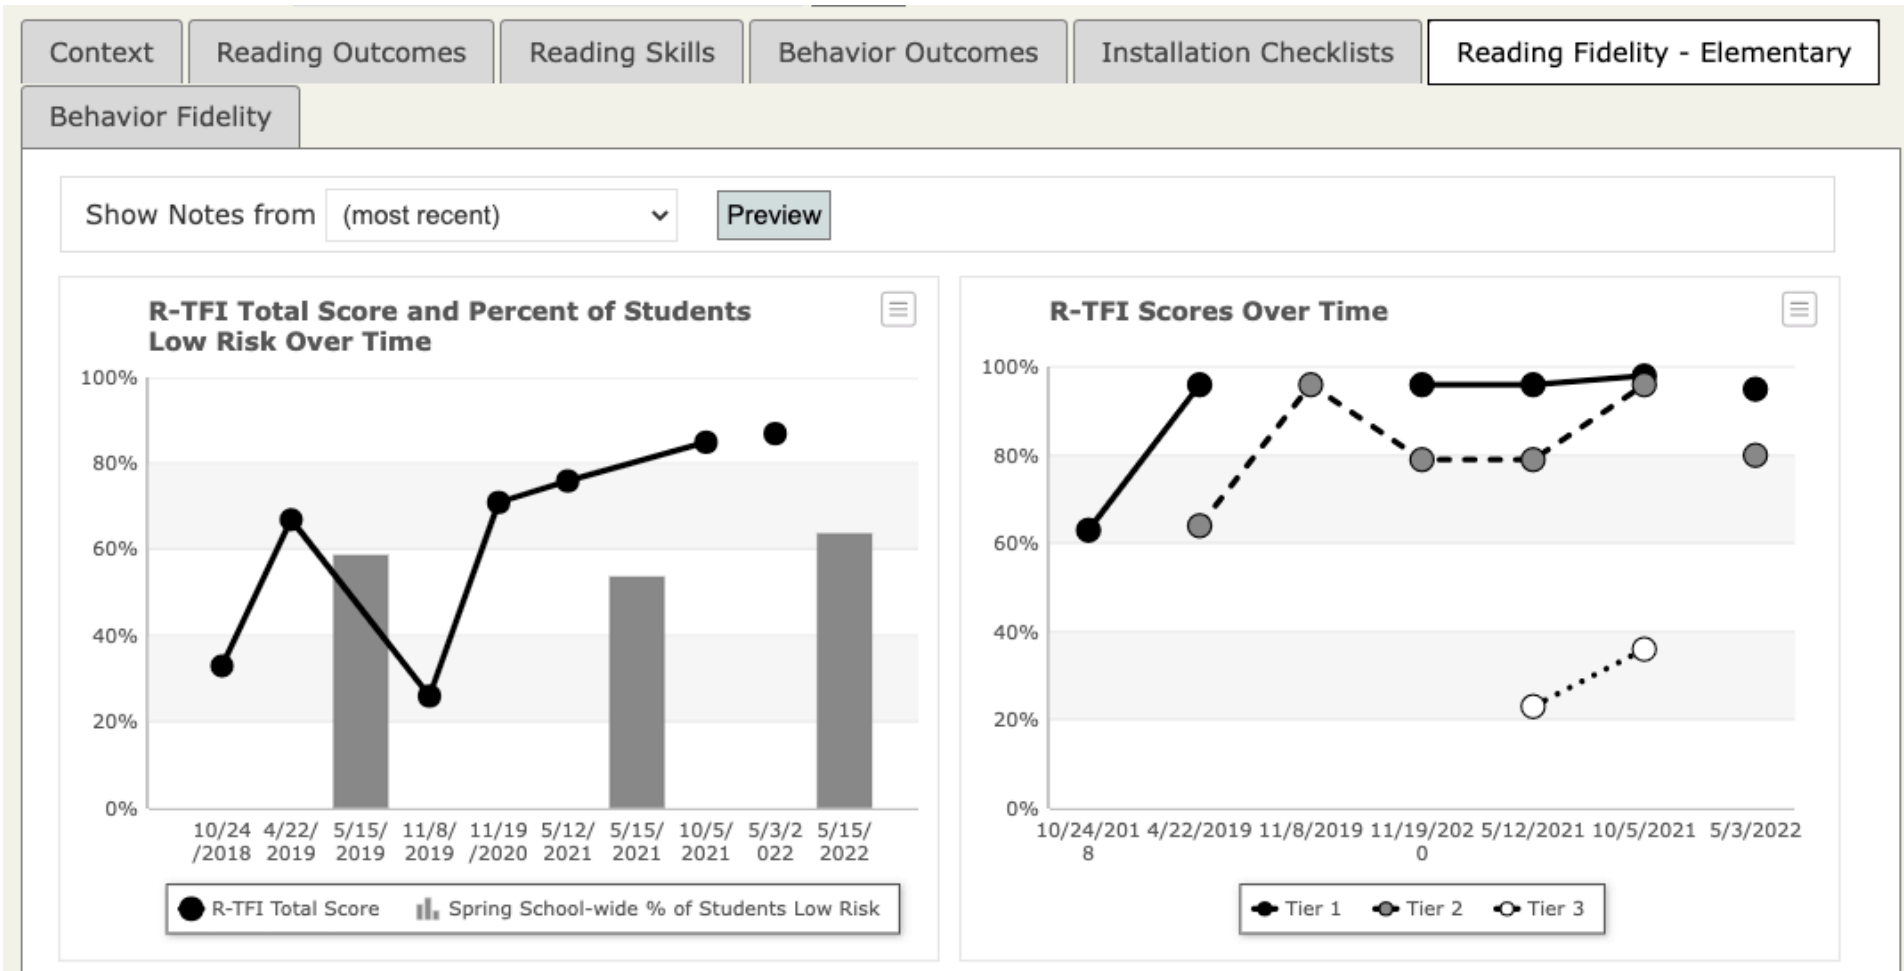 Context
Reading Outcomes
Reading Skills
Behavior Outcomes
Installation Checklists
Reading Fidelity - Elementary
Behavior Fidelity
Show Notes from
(most recent)
Preview
R-TFI Total Score and Percent of Students
Low Risk Over Time
100%
80%
60%
40%
20%
0%
10/24
/2018
4/22/
2019
5/15/
2019
11/8/
2019
11/19
/2020
5/12/
2021
5/15/
2021
10/5/
2021
5/3/2
022
5/15/
2022
R-TFI Total Score
Spring School-wide % of Students Low Risk
R-TFI Scores Over Time
100%
80%
60%
40%
20%
0%
10/24/201
8
4/22/2019
11/8/2019
11/19/202
0
5/12/2021
10/5/2021
5/3/2022
Tier 1
Tier 2
Tier 3